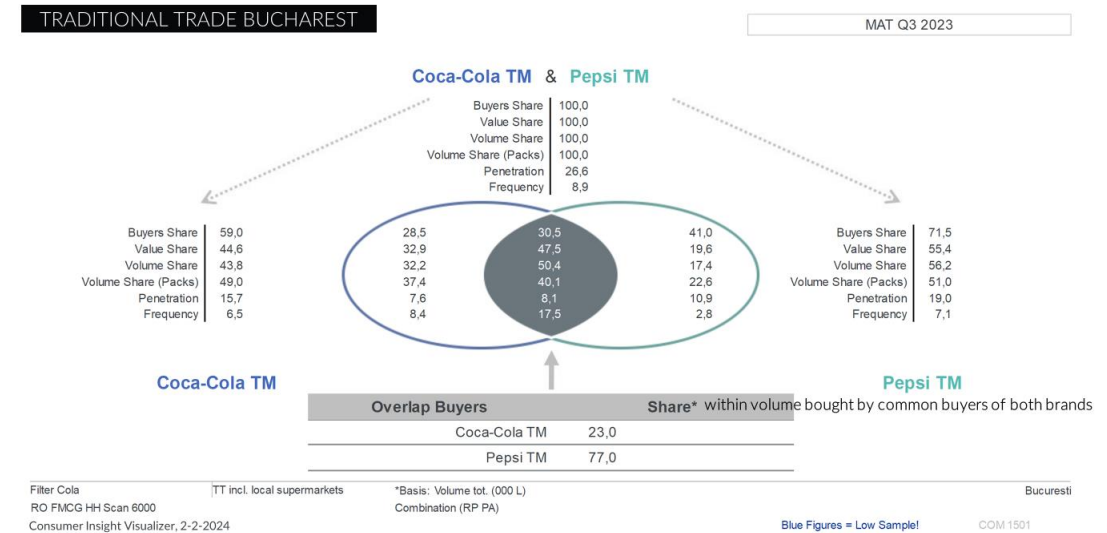 TRADITIONAL TRADE BUCHAREST
MAT Q3 2023
Coca-Cola TM & Pepsi TM
Buyers Share 100,0
Value Share 100,0
Volume Share 100,0
Volume Share (Packs) 100,0
Penetration 26,6
Frequency 8,9
Buyers Share 59,0 28,5 30,5 41,0 Buyers Share 71,5
Value Share 44,6 32,9 47,5 19,6 Value Share 55,4
Volume Share 43,8 32,2 50,4 17,4 Volume Share 56,2
Volume Share (Packs) 49,0 37,4 40,1 22,6 Volume Share (Packs) 51,0
Penetration 15,7 7,6 8,1 10,9 Penetration 19,0
Frequency 6,5 8,4 17,5 2,8 Frequency 7,1
Coca-Cola TM Pepsi TM
Overlap Buyers Share* within volume bought by common buyers of both brands
Coca-Cola TM 23,0
Pepsi TM 77,0
Filter Cola TT incl. local supermarkets *Basis: Volume tot. (000 L) Bucuresti
RO FMCG HH Scan 6000 Combination (RP PA)
Consumer Insight Visualizer, 2-2-2024 Blue Figures = Low Sample! COM 1501